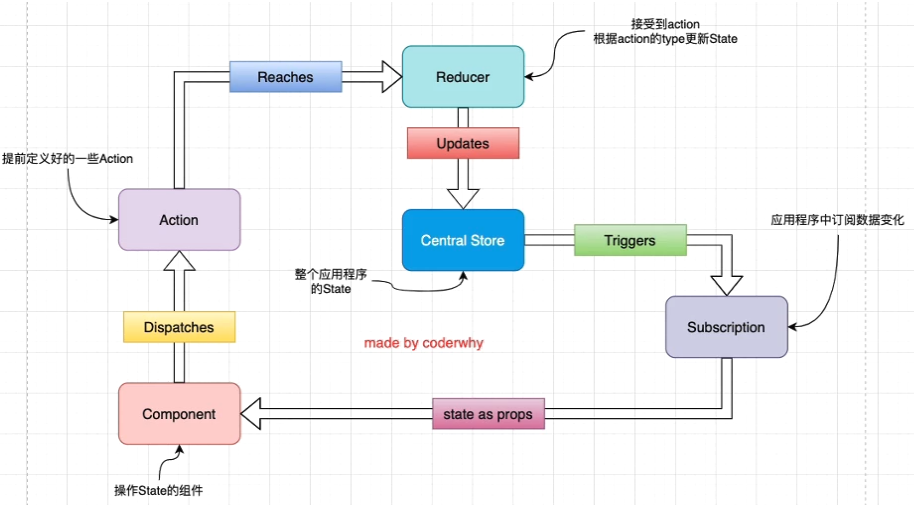 接受到action
根据action的type更新State
Reaches
Reducer
Updates
提前定义好的一些Action
Action
Central Store
Triggers
应用程序中订阅数据变化
整个应用程序
的State
Dispatches
made by coderwhy
Subscription
Component
state as props
操作State的组件